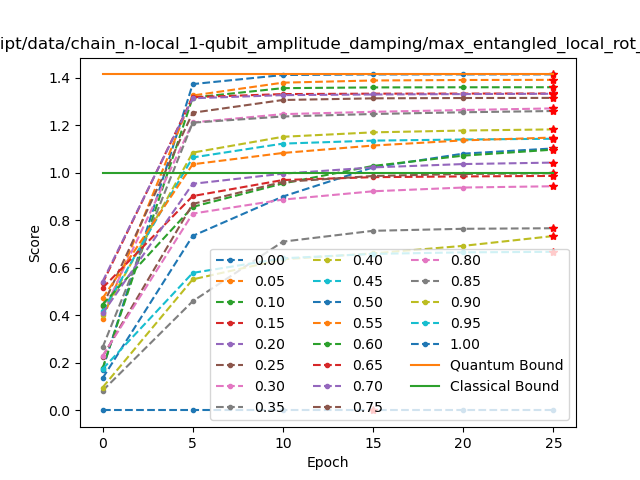 ipt/data/chain_n-local_1-qubit_amplitude_damping/max_entangled_local_rot_
Score
1.4
1.2
1.0
0.8
0.6
0.4
0.2
0.0
0.00 0.40 0.80
0.05 0.45 0.85
0.10 0.50 0.90
0.15 0.55 0.95
0.20 0.60 1.00
0.25 0.65 Quantum Bound
0.30 0.70 Classical Bound
0.35 0.75
0 5 10 15 20 25
Epoch